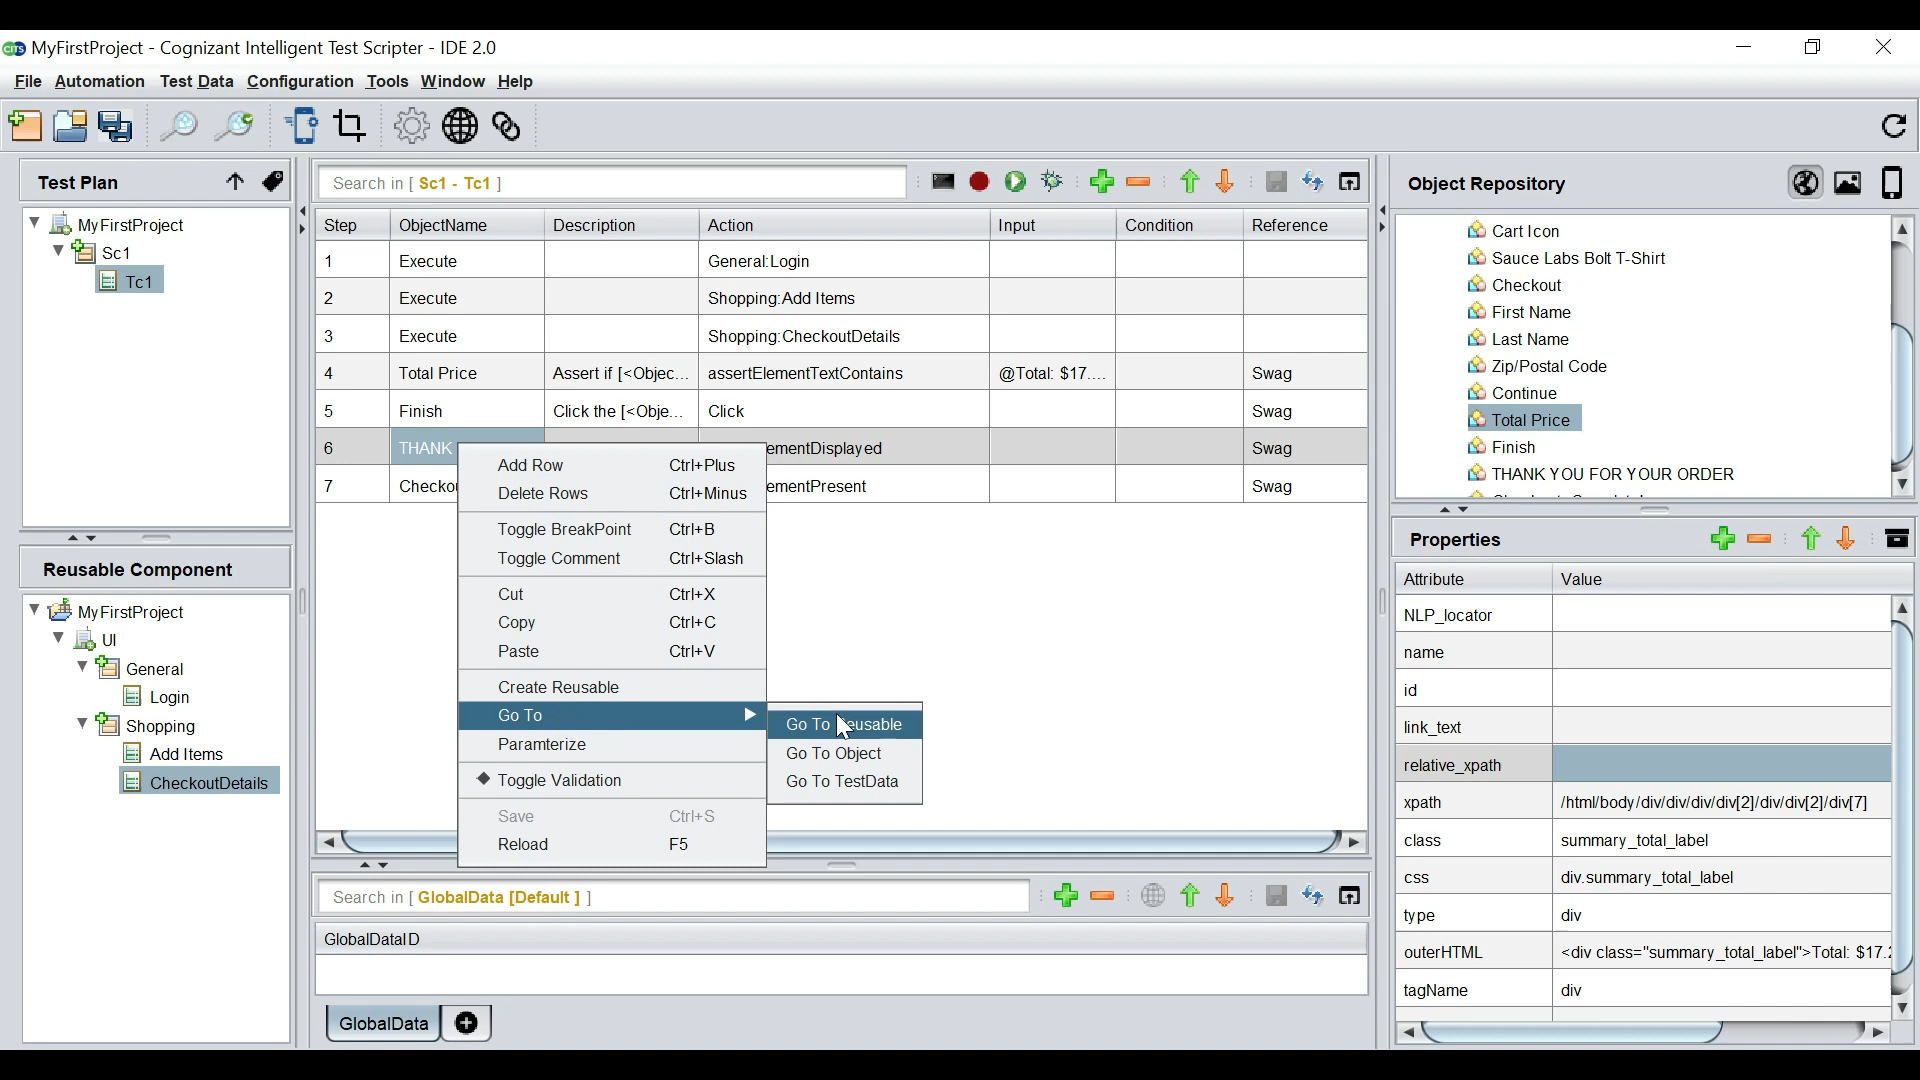 CITS MyFirstProject - Cognizant Intelligent Test Scripter - IDE 2.0
File Automation Test Data Configuration Tools Window Help
Test Plan
MyFirstProject
Sc1
Tc1
Reusable Component
MyFirstProject
UI
General
Login
Shopping
Add Items
CheckoutDetails
Search in [ Sc1 - Tc1 ]
Step ObjectName Description Action Input Condition Reference
1 Execute General:Login
2 Execute Shopping:Add Items
3 Execute Shopping:CheckoutDetails
4 Total Price Assert if [<Objec... assertElementTextContains @Total: $17.... Swag
5 Finish Click the [<Obje... Click Swag
6 THANK ementDisplayed Swag
7 Checko ementPresent Swag
Add Row Ctrl+Plus
Delete Rows Ctrl+Minus
Toggle BreakPoint Ctrl+B
Toggle Comment Ctrl+Slash
Cut Ctrl+X
Copy Ctrl+C
Paste Ctrl+V
Create Reusable
Go To
Paramterize
Toggle Validation
Save Ctrl+S
Reload F5
Go To eusable
Go To Object
Go To TestData
Search in [ GlobalData [Default ] ]
GlobalDataID
GlobalData
Object Repository
Cart Icon
Sauce Labs Bolt T-Shirt
Checkout
First Name
Last Name
Zip/Postal Code
Continue
Total Price
Finish
THANK YOU FOR YOUR ORDER
Properties
Attribute Value
NLP_locator
name
id
link_text
relative_xpath
xpath /html/body/div/div/div/div[2]/div/div[2]/div[7]
class summary_total_label
css div.summary_total_label
type div
outerHTML <div class="summary_total_label">Total: $17.2
tagName div